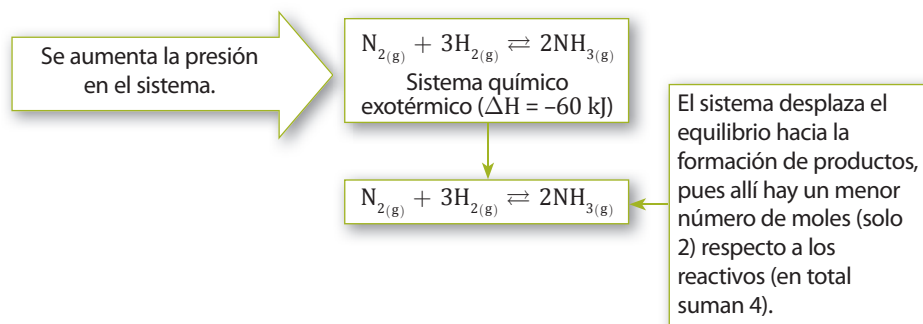 Se aumenta la presión
en el sistema.
N₂(g) + 3H₂(g) ⇄ 2NH₃(g)
Sistema químico
exotérmico (ΔH = –60 kJ)
N₂(g) + 3H₂(g) ⇄ 2NH₃(g)
El sistema desplaza el
equilibrio hacia la
formación de productos,
pues allí hay un menor
número de moles (solo
2) respecto a los
reactivos (en total
suman 4).